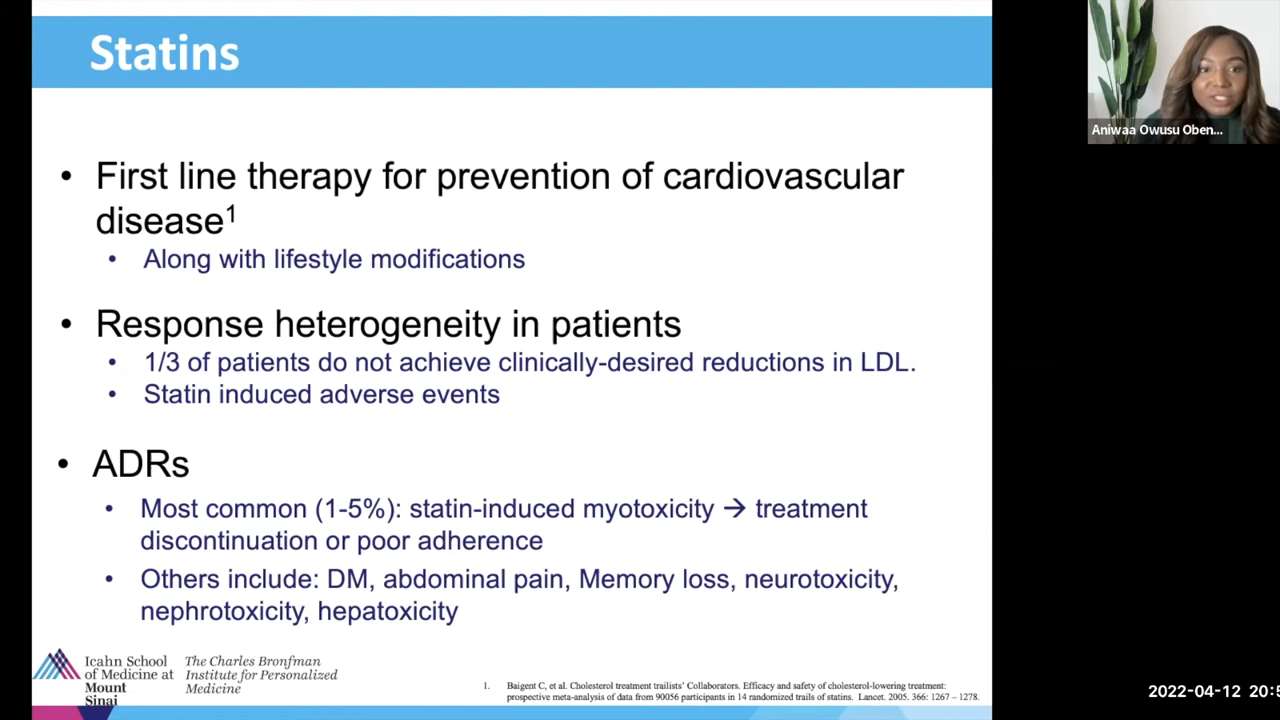 Statins
Aniwaa Owusu Oben...
• First line therapy for prevention of cardiovascular
disease1
• Along with lifestyle modifications
• Response heterogeneity in patients
• 1/3 of patients do not achieve clinically-desired reductions in LDL.
• Statin induced adverse events
• ADRs
• Most common (1-5%): statin-induced myotoxicity → treatment
discontinuation or poor adherence
• Others include: DM, abdominal pain, Memory loss, neurotoxicity,
nephrotoxicity, hepatotoxicity
Icahn School
of Medicine at
Mount
Sinai
The Charles Bronfman
Institute for Personalized
Medicine
1. Baigent C, et al. Cholesterol treatment trailists' Collaborators. Efficacy and safety of cholesterol-lowering treatment:
prospective meta-analysis of data from 90056 participants in 14 randomized trails of statins. Lancet. 2005. 366: 1267 – 1278.
2022-04-12 20:5